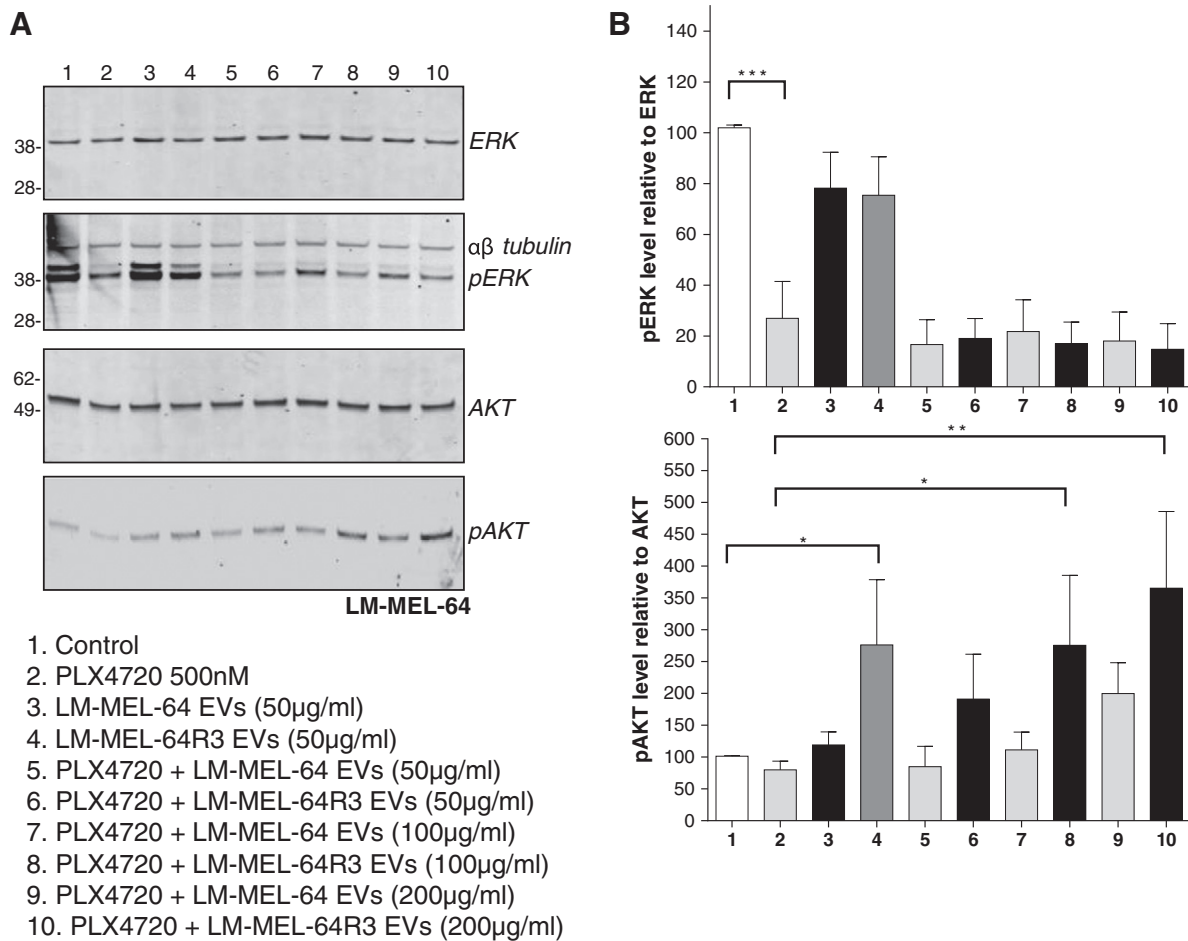 A
1 2 3 4 5 6 7 8 9 10
38-
28-
ERK
αβ tubulin
38-
pERK
28-
62-
49-
AKT
pAKT
LM-MEL-64
1. Control
2. PLX4720 500nM
3. LM-MEL-64 EVs (50µg/ml)
4. LM-MEL-64R3 EVs (50µg/ml)
5. PLX4720 + LM-MEL-64 EVs (50µg/ml)
6. PLX4720 + LM-MEL-64R3 EVs (50µg/ml)
7. PLX4720 + LM-MEL-64 EVs (100µg/ml)
8. PLX4720 + LM-MEL-64R3 EVs (100µg/ml)
9. PLX4720 + LM-MEL-64 EVs (200µg/ml)
10. PLX4720 + LM-MEL-64R3 EVs (200µg/ml)
B
pERK level relative to ERK
140
120
100
80
60
40
20
0
***
1 2 3 4 5 6 7 8 9 10
pAKT level relative to AKT
600
550
500
450
400
350
300
250
200
150
100
50
0
**
*
*
1 2 3 4 5 6 7 8 9 10